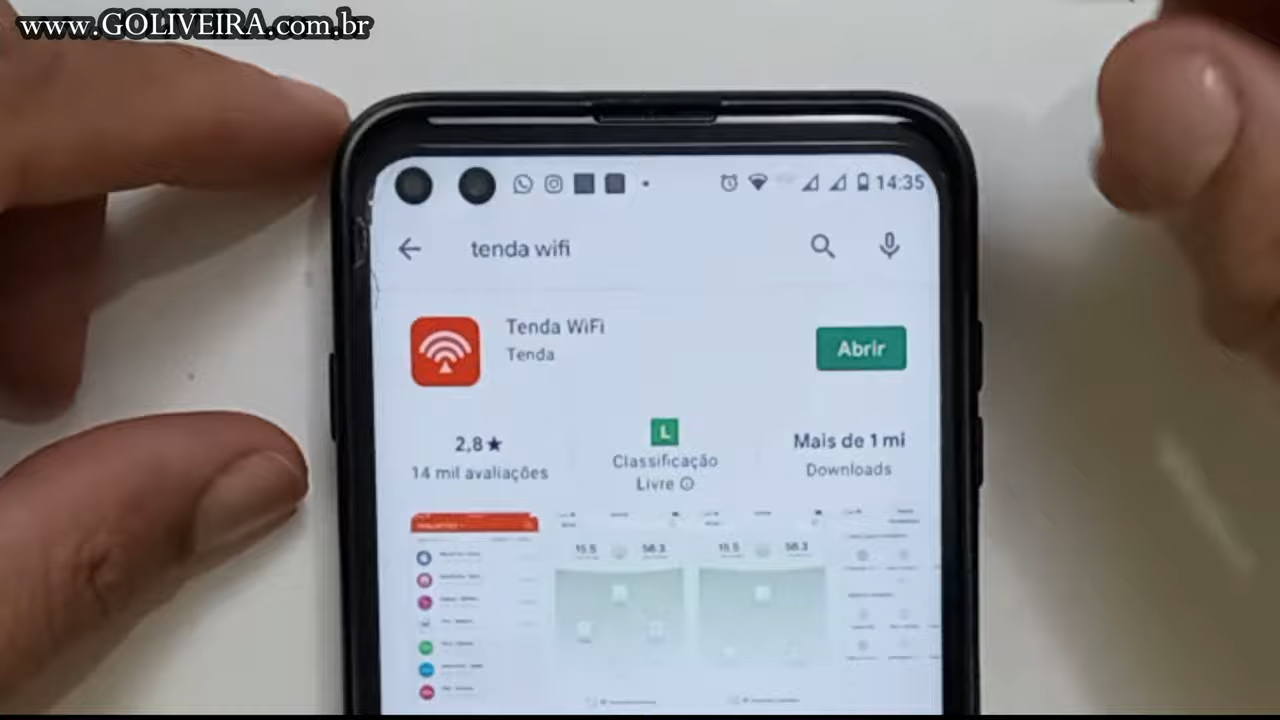 www.GOLIVEIRA.com.br
14:35
tenda wifi
Tenda WiFi
Tenda
Abrir
2,8★
14 mil avaliações
L
Classificação
Livre
Mais de 1 mi
Downloads
15.5 58.3
15.5 58.3